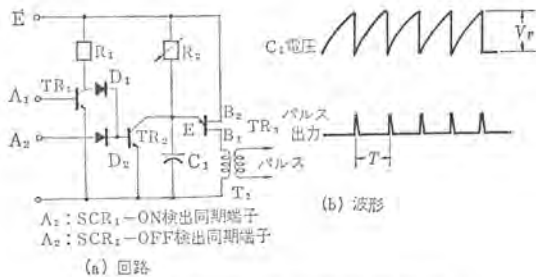 E
R₁
R₂
D₁
TR₁
A₁
B₂
TR₂
E
B₁
TR₃
A₂
D₂
C₁
パルス
T₁
A₁：SCR₁－ON検出同期端子
A₂：SCR₁－OFF検出同期端子
(a) 回路
C₁電圧
Vₚ
パルス
出力
T
(b) 波形